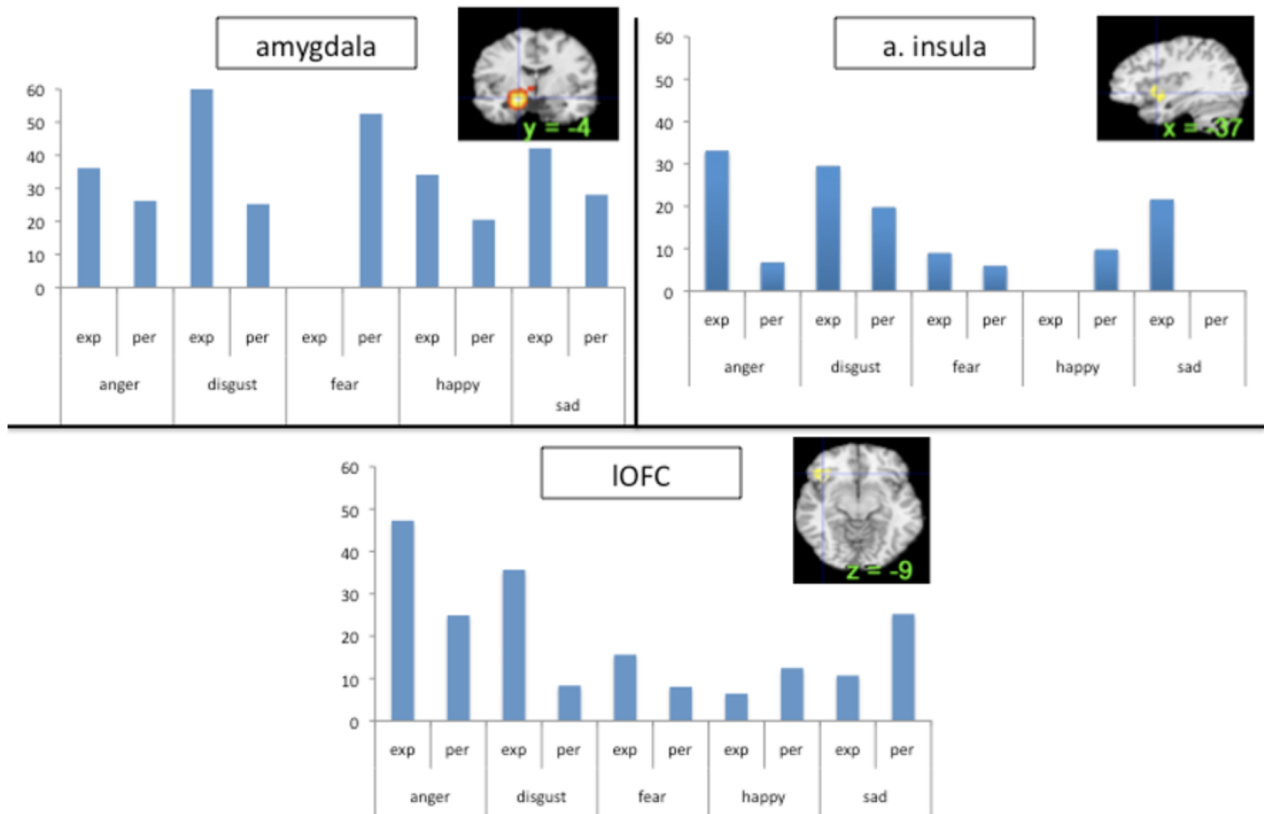 amygdala
y = -4
60
50
40
30
20
10
0
exp per exp per exp per exp per exp per
anger disgust fear happy sad
a. insula
x = -37
60
50
40
30
20
10
0
exp per exp per exp per exp per exp per
anger disgust fear happy sad
lOFC
z = -9
60
50
40
30
20
10
0
exp per exp per exp per exp per exp per
anger disgust fear happy sad